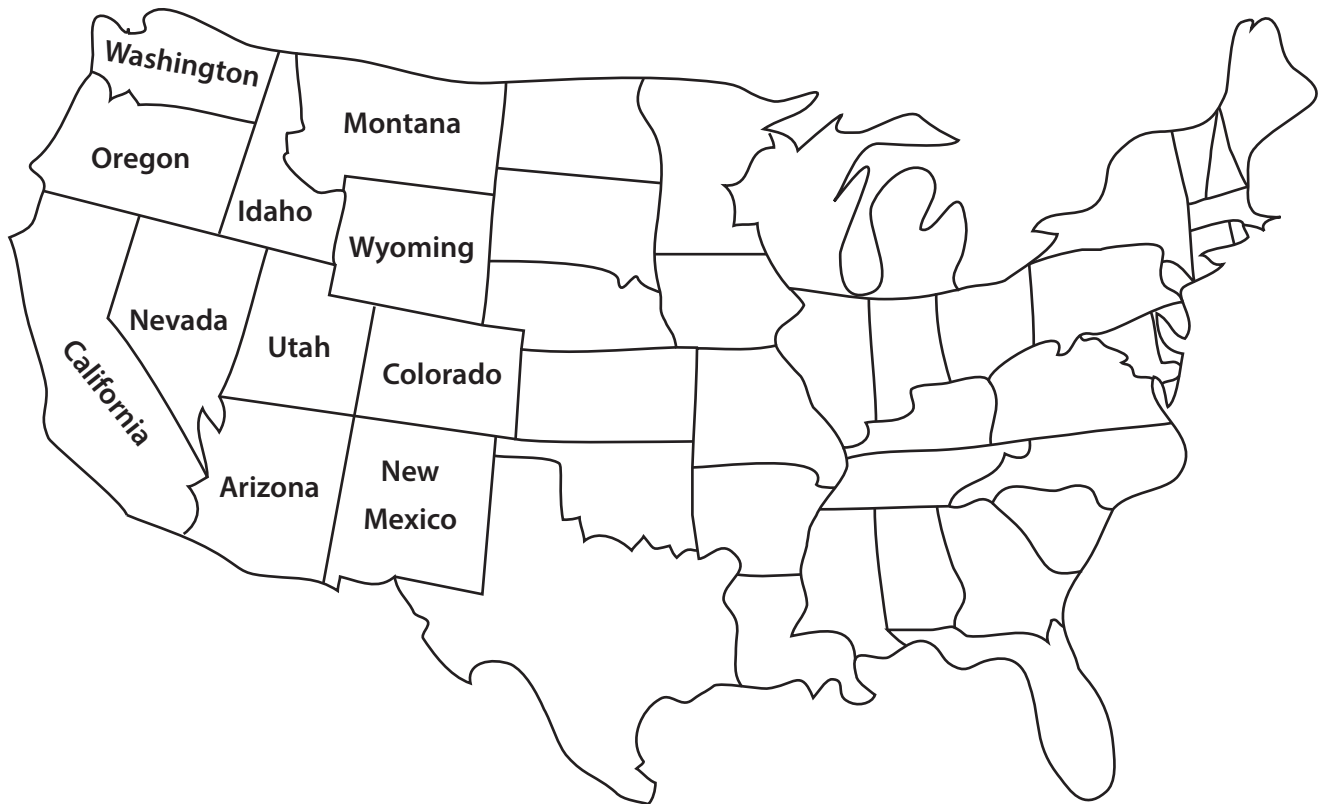 Washington
Montana
Oregon
Idaho
Wyoming
Nevada
Utah
Colorado
California
Arizona
New
Mexico